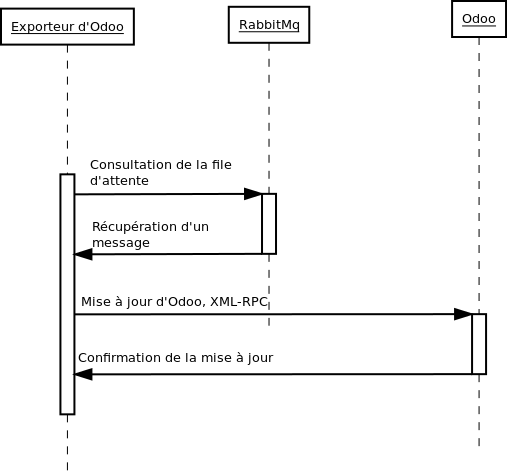 Exporteur d'Odoo
RabbitMq
Odoo
Consultation de la file
d'attente
Récupération d'un
message
Mise à jour d'Odoo, XML-RPC
Confirmation de la mise à jour